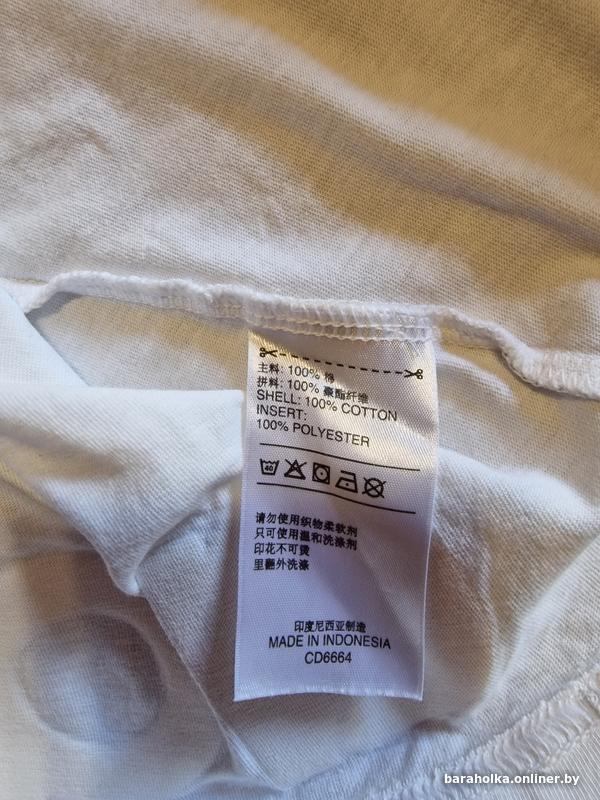 主料: 100% 棉
拼料: 100% 聚酯纤维
SHELL: 100% COTTON
INSERT:
100% POLYESTER
40
请勿使用织物柔软剂
只可使用温和洗涤剂
印花不可烫
里翻外洗涤
印度尼西亚制造
MADE IN INDONESIA
CD6664
baraholka.onliner.by